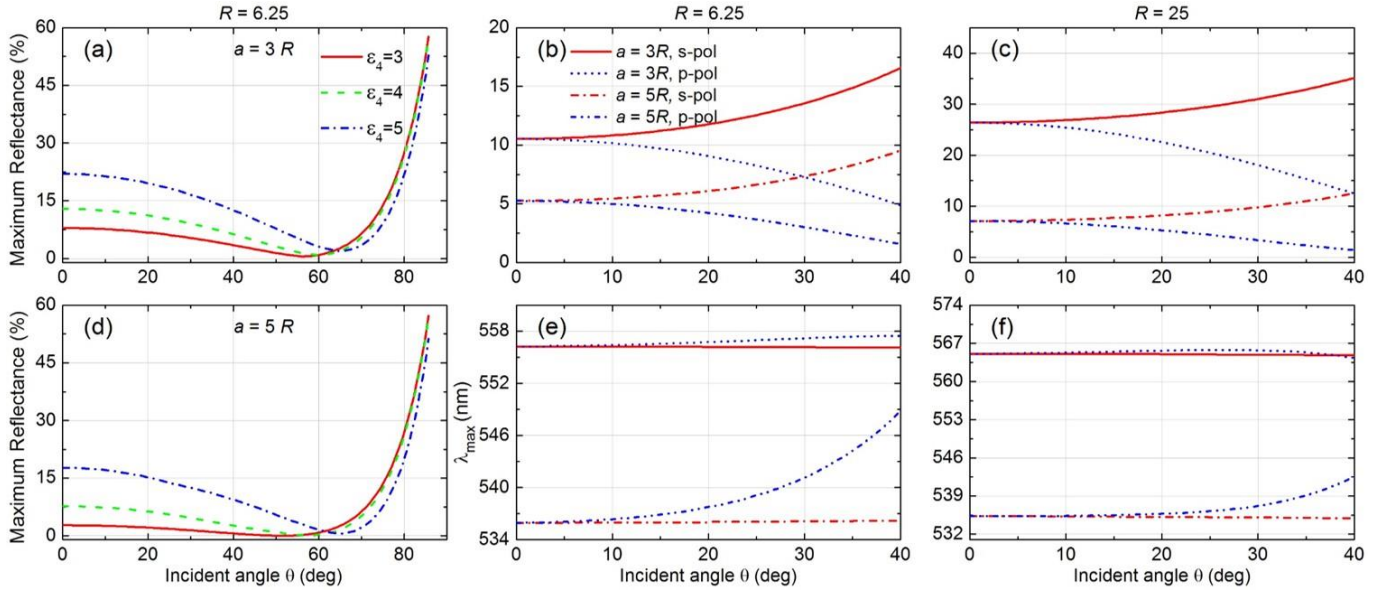 R = 6.25
R = 6.25
R = 25
(a)
a = 3 R
ε4=3
ε4=4
ε4=5
Maximum Reflectance (%)
60
45
30
15
0
0 20 40 60 80
(b)
a = 3R, s-pol
a = 3R, p-pol
a = 5R, s-pol
a = 5R, p-pol
20
15
10
5
0
0 10 20 30 40
(c)
40
30
20
10
0
0 10 20 30 40
(d)
a = 5 R
Maximum Reflectance (%)
60
45
30
15
0
0 20 40 60 80
Incident angle θ (deg)
(e)
λmax (nm)
558
552
546
540
534
0 10 20 30 40
Incident angle θ (deg)
(f)
574
567
560
553
546
539
532
0 10 20 30 40
Incident angle θ (deg)